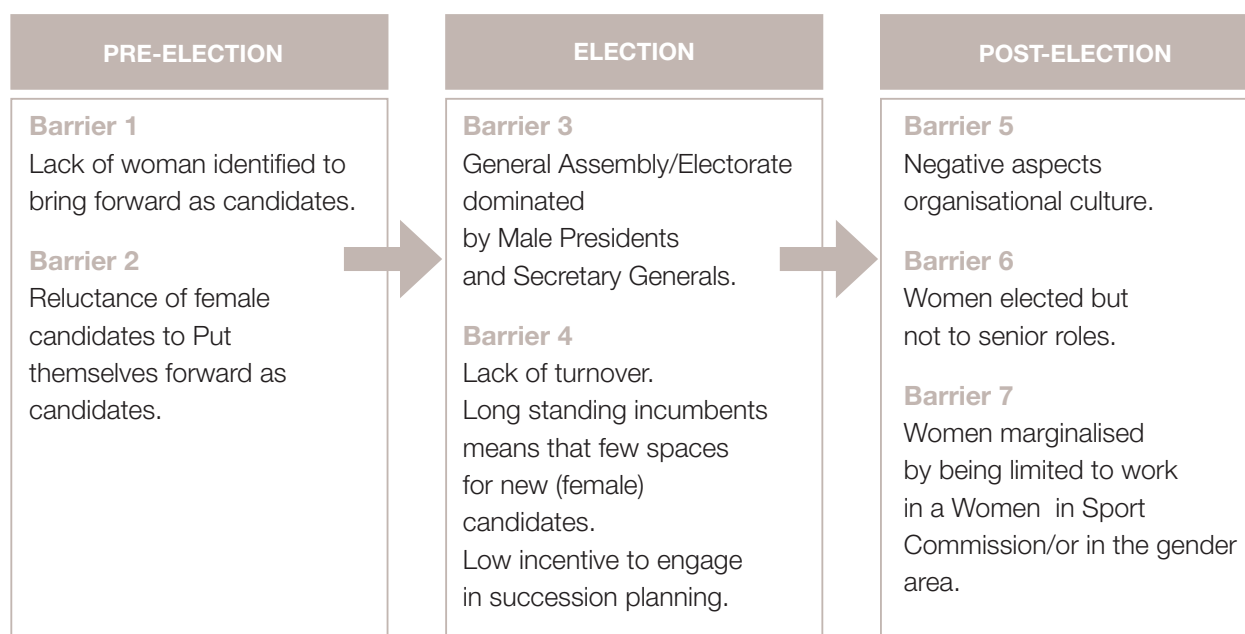 PRE-ELECTION
Barrier 1
Lack of woman identified to
bring forward as candidates.
Barrier 2
Reluctance of female
candidates to Put
themselves forward as
candidates.
ELECTION
Barrier 3
General Assembly/Electorate
dominated
by Male Presidents
and Secretary Generals.
Barrier 4
Lack of turnover.
Long standing incumbents
means that few spaces
for new (female)
candidates.
Low incentive to engage
in succession planning.
POST-ELECTION
Barrier 5
Negative aspects
organisational culture.
Barrier 6
Women elected but
not to senior roles.
Barrier 7
Women marginalised
by being limited to work
in a Women  in Sport
Commission/or in the gender
area.